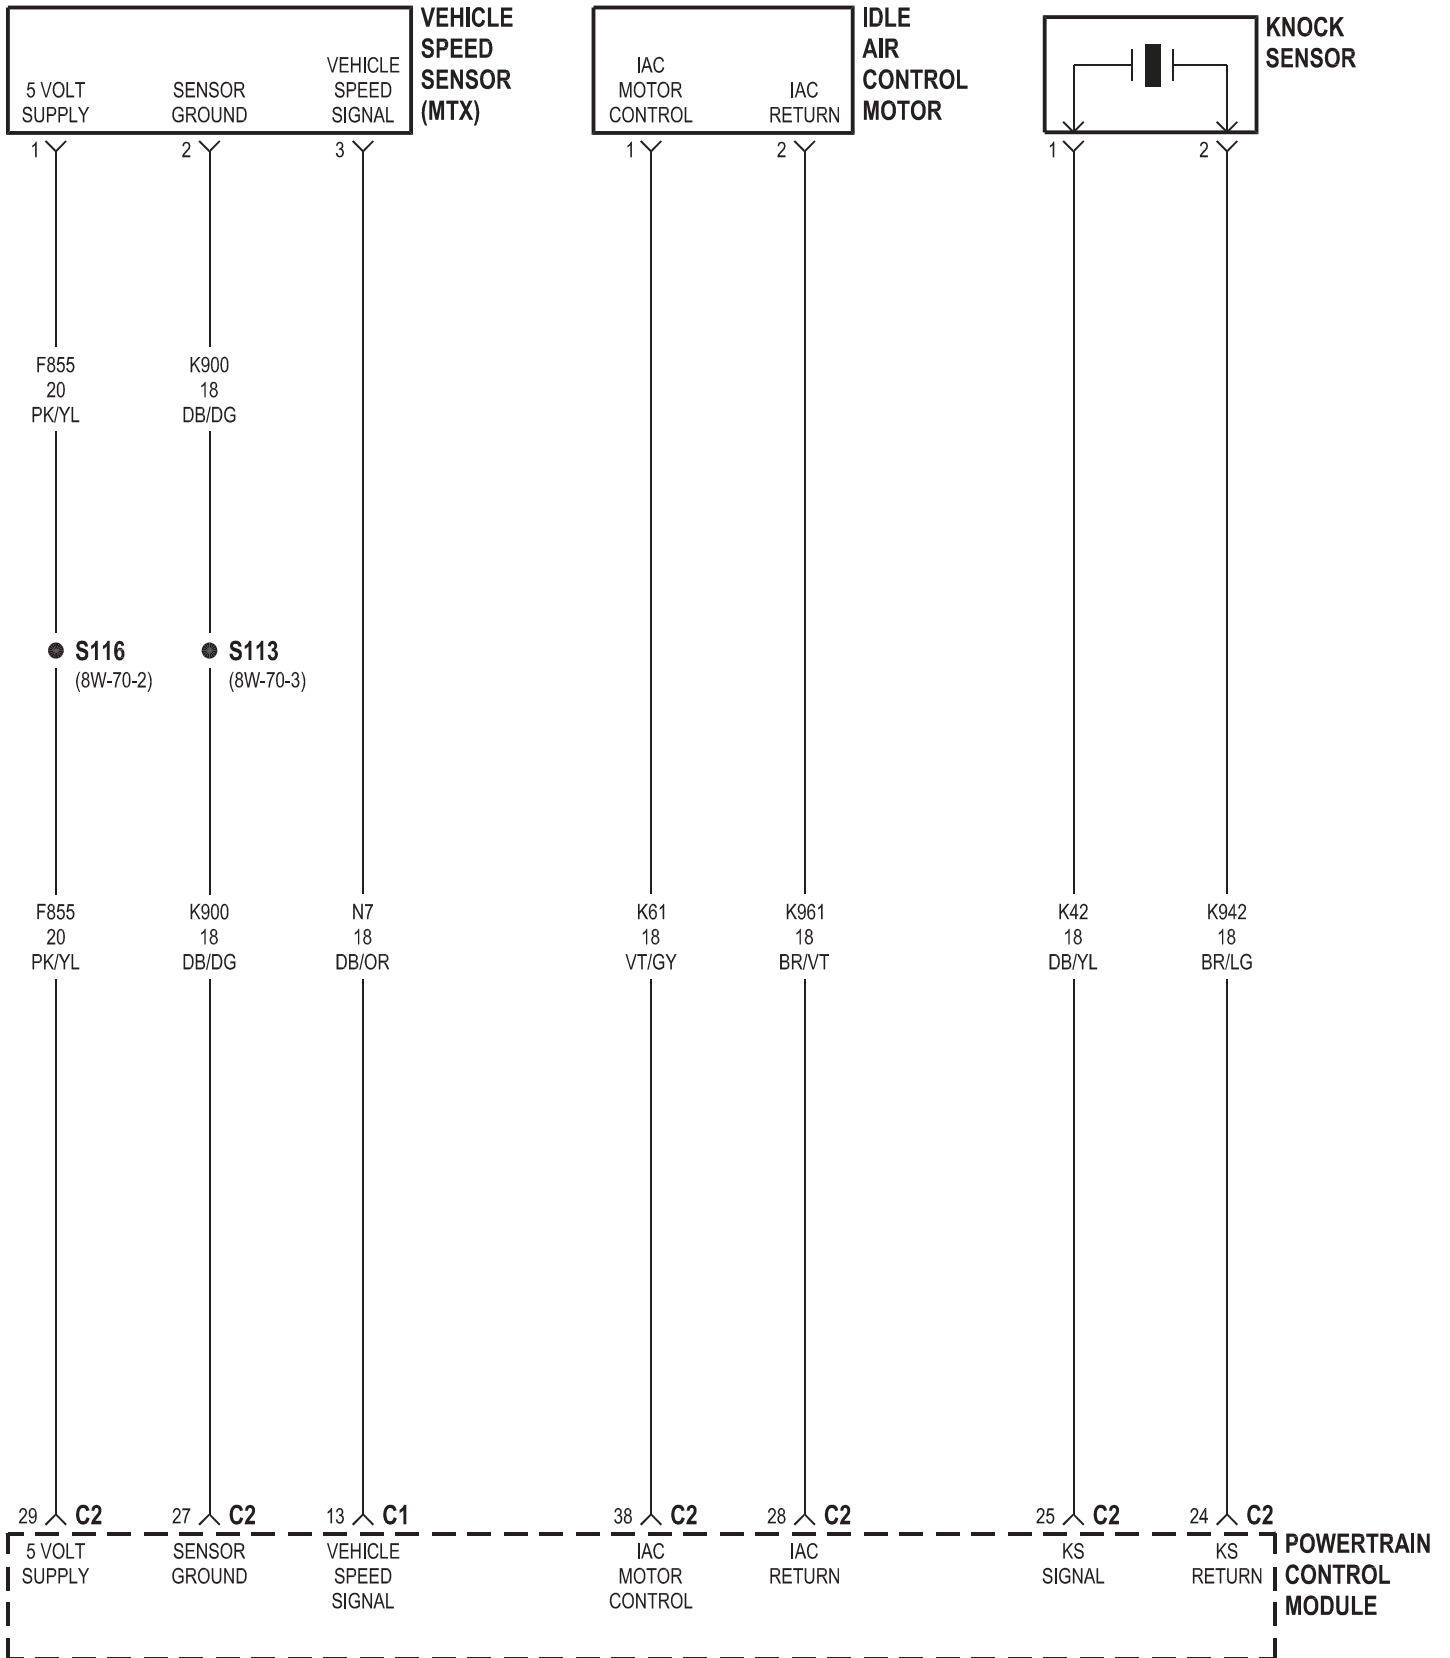 VEHICLE
SPEED
SENSOR
(MTX)
5 VOLT
SUPPLY
SENSOR
GROUND
VEHICLE
SPEED
SIGNAL
IDLE
AIR
CONTROL
MOTOR
IAC
MOTOR
CONTROL
IAC
RETURN
KNOCK
SENSOR
1
2
3
1
2
1
2
F855
20
PK/YL
K900
18
DB/DG
S116
(8W-70-2)
S113
(8W-70-3)
F855
20
PK/YL
K900
18
DB/DG
N7
18
DB/OR
K61
18
VT/GY
K961
18
BR/VT
K42
18
DB/YL
K942
18
BR/LG
29 C2
27 C2
13 C1
38 C2
28 C2
25 C2
24 C2
5 VOLT
SUPPLY
SENSOR
GROUND
VEHICLE
SPEED
SIGNAL
IAC
MOTOR
CONTROL
IAC
RETURN
KS
SIGNAL
KS
RETURN
POWERTRAIN
CONTROL
MODULE